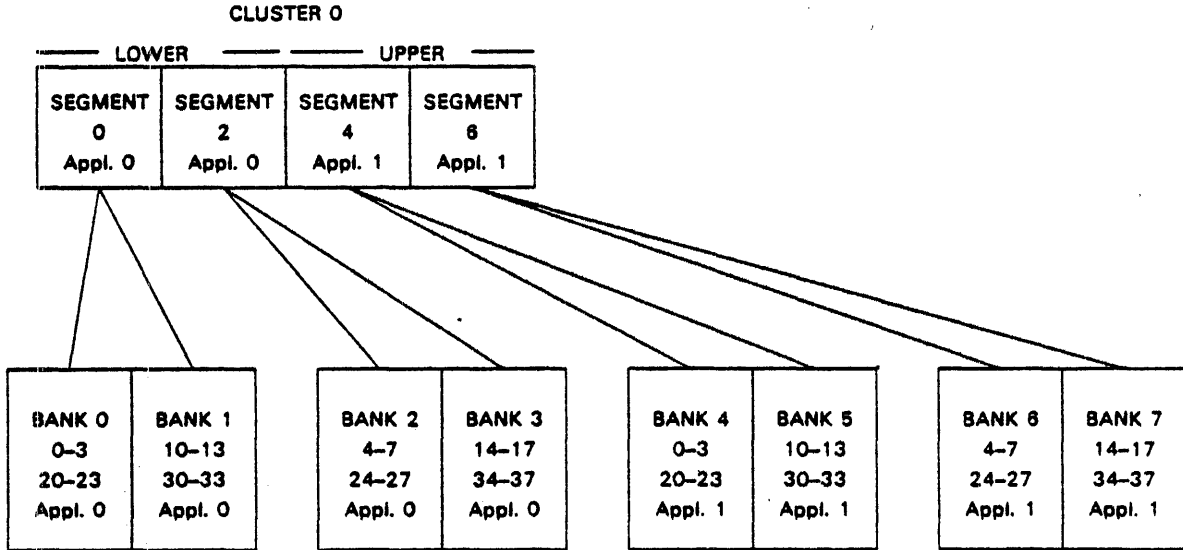 CLUSTER 0
LOWER UPPER
SEGMENT 0 Appl. 0
SEGMENT 2 Appl. 0
SEGMENT 4 Appl. 1
SEGMENT 6 Appl. 1
BANK 0
0–3
20–23
Appl. 0
BANK 1
10–13
30–33
Appl. 0
BANK 2
4–7
24–27
Appl. 0
BANK 3
14–17
34–37
Appl. 0
BANK 4
0–3
20–23
Appl. 1
BANK 5
10–13
30–33
Appl. 1
BANK 6
4–7
24–27
Appl. 1
BANK 7
14–17
34–37
Appl. 1